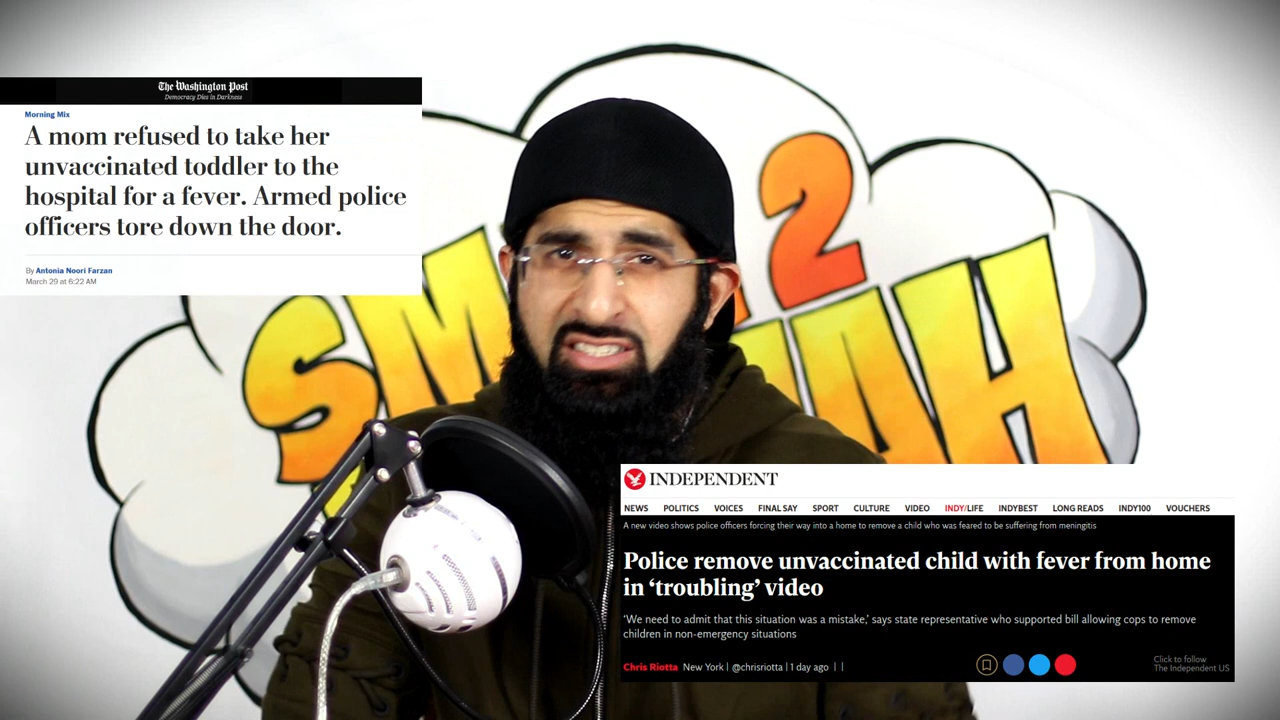 The Washington Post
Democracy Dies in Darkness
Morning Mix
A mom refused to take her
unvaccinated toddler to the
hospital for a fever. Armed police
officers tore down the door.
By Antonia Noori Farzan
March 29 at 6:22 AM
2
SM
AH
INDEPENDENT
NEWS POLITICS VOICES FINAL SAY SPORT CULTURE VIDEO INDY/LIFE INDYBEST LONG READS INDY100 VOUCHERS
A new video shows police officers forcing their way into a home to remove a child who was feared to be suffering from meningitis
Police remove unvaccinated child with fever from home
in ‘troubling’ video
‘We need to admit that this situation was a mistake,’ says state representative who supported bill allowing cops to remove
children in non-emergency situations
Chris Riotta New York | @chrisriotta | 1 day ago | |
Click to follow
The Independent US